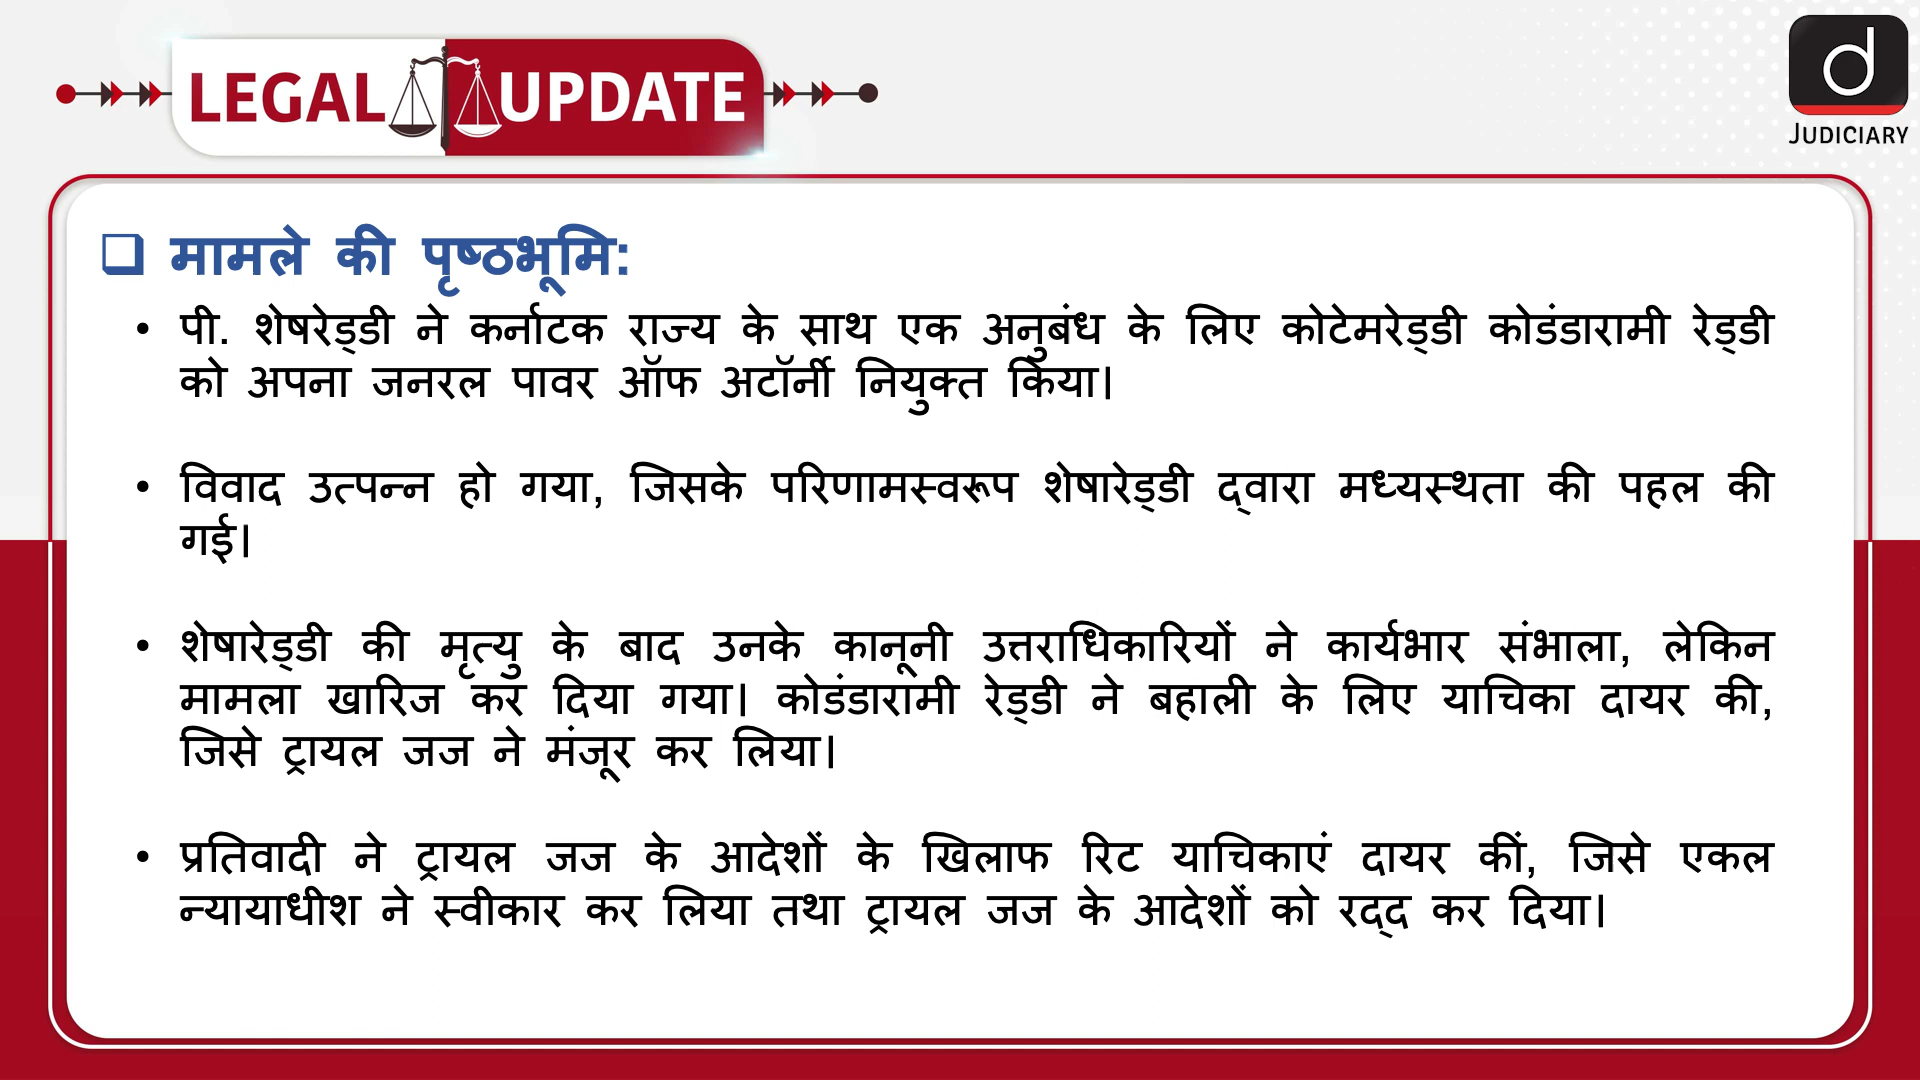 LEGAL UPDATE
d
JUDICIARY
❑ मामले की पृष्ठभूमि:
• पी. शेषरेड्डी ने कर्नाटक राज्य के साथ एक अनुबंध के लिए कोटेमरेड्डी कोडंडारामी रेड्डी
को अपना जनरल पावर ऑफ अटॉर्नी नियुक्त किया।
• विवाद उत्पन्न हो गया, जिसके परिणामस्वरूप शेषारेड्डी द्वारा मध्यस्थता की पहल की
गई।
• शेषारेड्डी की मृत्यु के बाद उनके कानूनी उत्तराधिकारियों ने कार्यभार संभाला, लेकिन
मामला खारिज कर दिया गया। कोडंडारामी रेड्डी ने बहाली के लिए याचिका दायर की,
जिसे ट्रायल जज ने मंजूर कर लिया।
• प्रतिवादी ने ट्रायल जज के आदेशों के खिलाफ रिट याचिकाएं दायर कीं, जिसे एकल
न्यायाधीश ने स्वीकार कर लिया तथा ट्रायल जज के आदेशों को रद्द कर दिया।